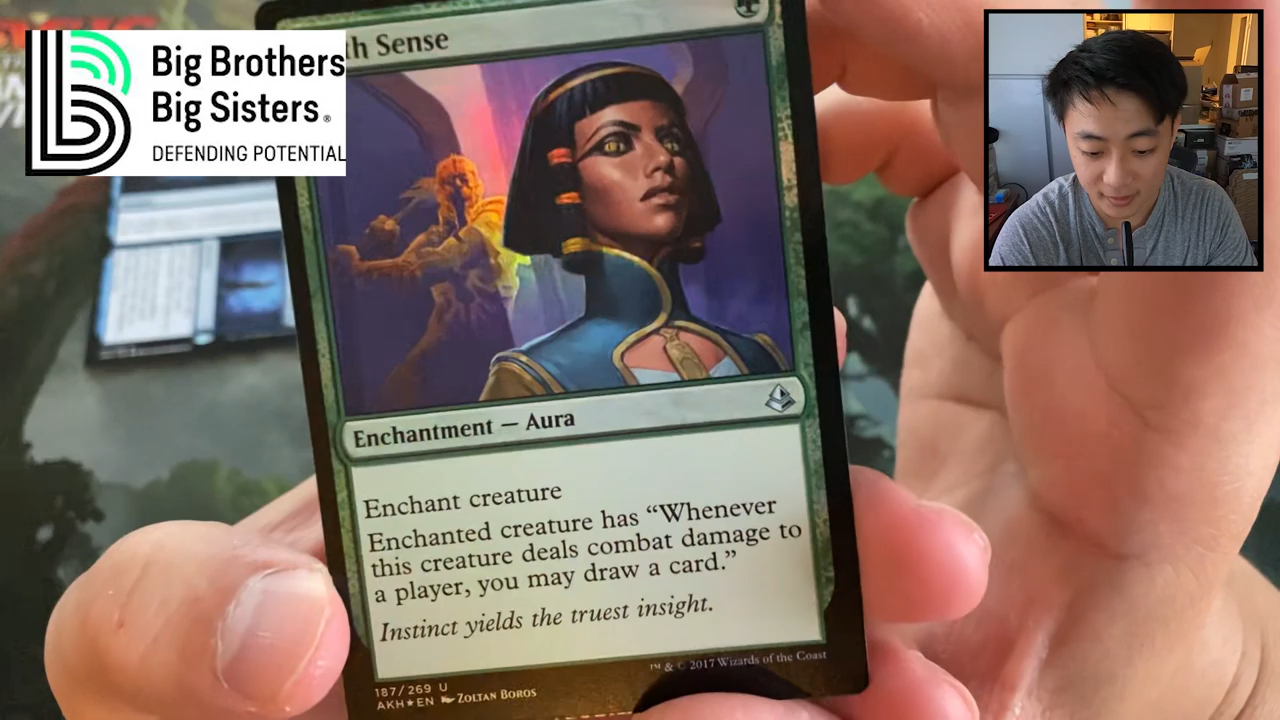 Big Brothers
Big Sisters®
DEFENDING POTENTIAL
th Sense
Enchantment — Aura
Enchant creature
Enchanted creature has “Whenever
this creature deals combat damage to
a player, you may draw a card.”
Instinct yields the truest insight.
™ & © 2017 Wizards of the Coast
187/269 U
AKH★EN ZOLTAN BOROS